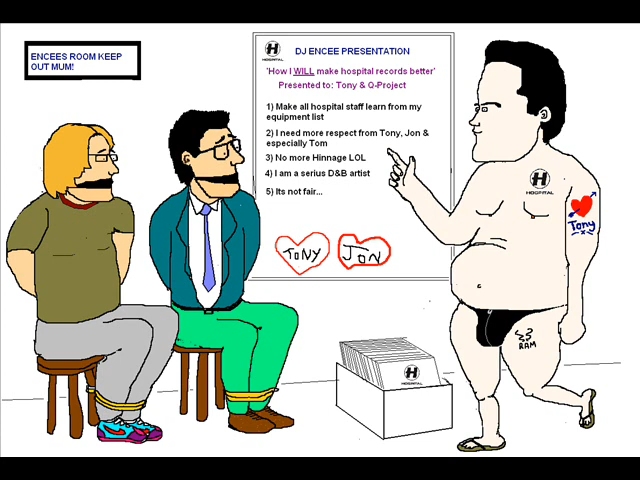 ENCEES ROOM KEEP
OUT MUM!
HOSPITAL
DJ ENCEE PRESENTATION
'How I WILL make hospital records better'
Presented to: Tony & Q-Project
1) Make all hospital staff learn from my
equipment list
2) I need more respect from Tony, Jon &
especially Tom
3) No more Hinnage LOL
4) I am a serius D&B artist
5) Its not fair...
TONY
JON
H
HOSPITAL
Tony
RAM
H
HOSPITAL